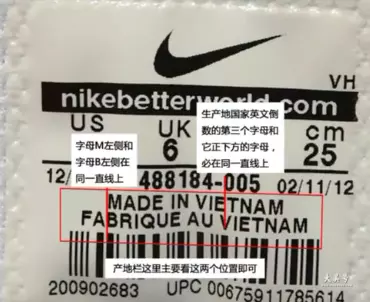 VH
nikebetterworld.com
US
UK
cm
6
25
生产地国家英文倒
数的第三个字母和
它正下方的字母，
必在同一直线上
字母M左侧和
字母B左侧在
同一直线上
12/
488184-005
02/11/12
MADE IN VIETNAM
FABRIQUE AU VIETNAM
产地栏这里主要看这两个位置即可
200902683
UPC 00675911785614